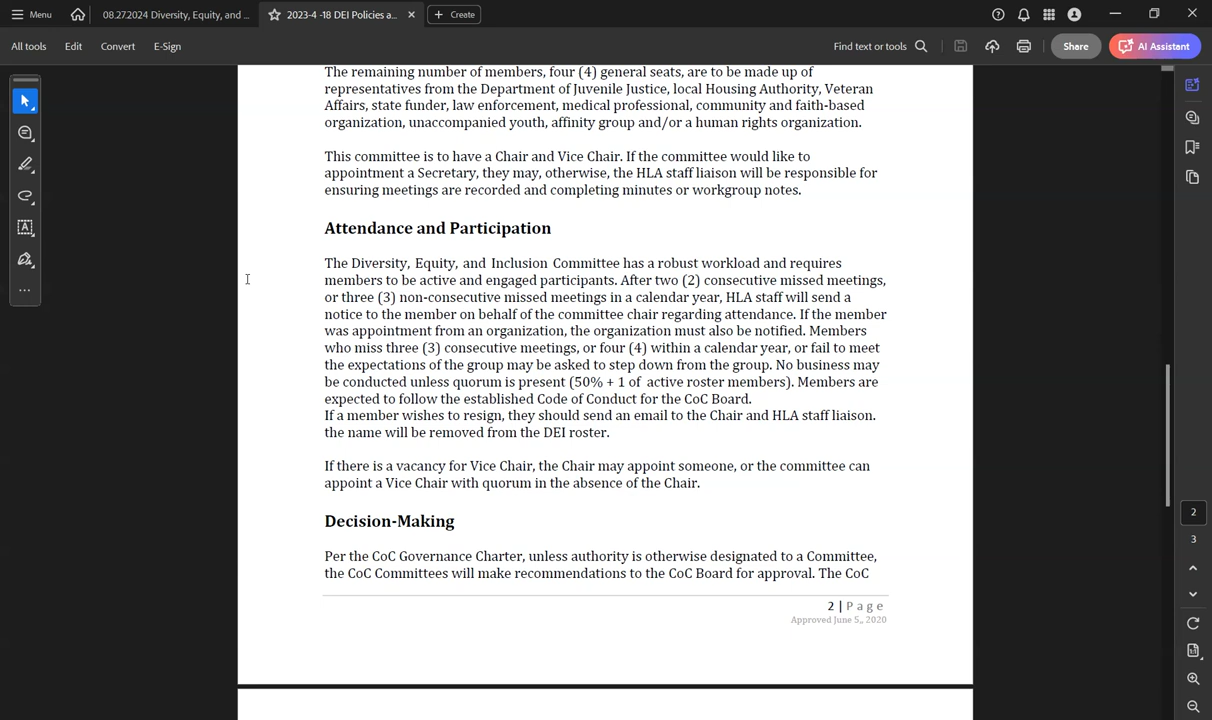 Menu
08.27.2024 Diversity, Equity, and ...
2023-4 -18 DEI Policies a...
Create
All tools
Edit
Convert
E-Sign
Find text or tools
Share
AI Assistant
The remaining number of members, four (4) general seats, are to be made up of
representatives from the Department of Juvenile Justice, local Housing Authority, Veteran
Affairs, state funder, law enforcement, medical professional, community and faith-based
organization, unaccompanied youth, affinity group and/or a human rights organization.
This committee is to have a Chair and Vice Chair. If the committee would like to
appointment a Secretary, they may, otherwise, the HLA staff liaison will be responsible for
ensuring meetings are recorded and completing minutes or workgroup notes.
Attendance and Participation
The Diversity, Equity, and Inclusion Committee has a robust workload and requires
members to be active and engaged participants. After two (2) consecutive missed meetings,
or three (3) non-consecutive missed meetings in a calendar year, HLA staff will send a
notice to the member on behalf of the committee chair regarding attendance. If the member
was appointment from an organization, the organization must also be notified. Members
who miss three (3) consecutive meetings, or four (4) within a calendar year, or fail to meet
the expectations of the group may be asked to step down from the group. No business may
be conducted unless quorum is present (50% + 1 of active roster members). Members are
expected to follow the established Code of Conduct for the CoC Board.
If a member wishes to resign, they should send an email to the Chair and HLA staff liaison.
the name will be removed from the DEI roster.
If there is a vacancy for Vice Chair, the Chair may appoint someone, or the committee can
appoint a Vice Chair with quorum in the absence of the Chair.
Decision-Making
Per the CoC Governance Charter, unless authority is otherwise designated to a Committee,
the CoC Committees will make recommendations to the CoC Board for approval. The CoC
2 | Page
Approved June 5,, 2020
2
3